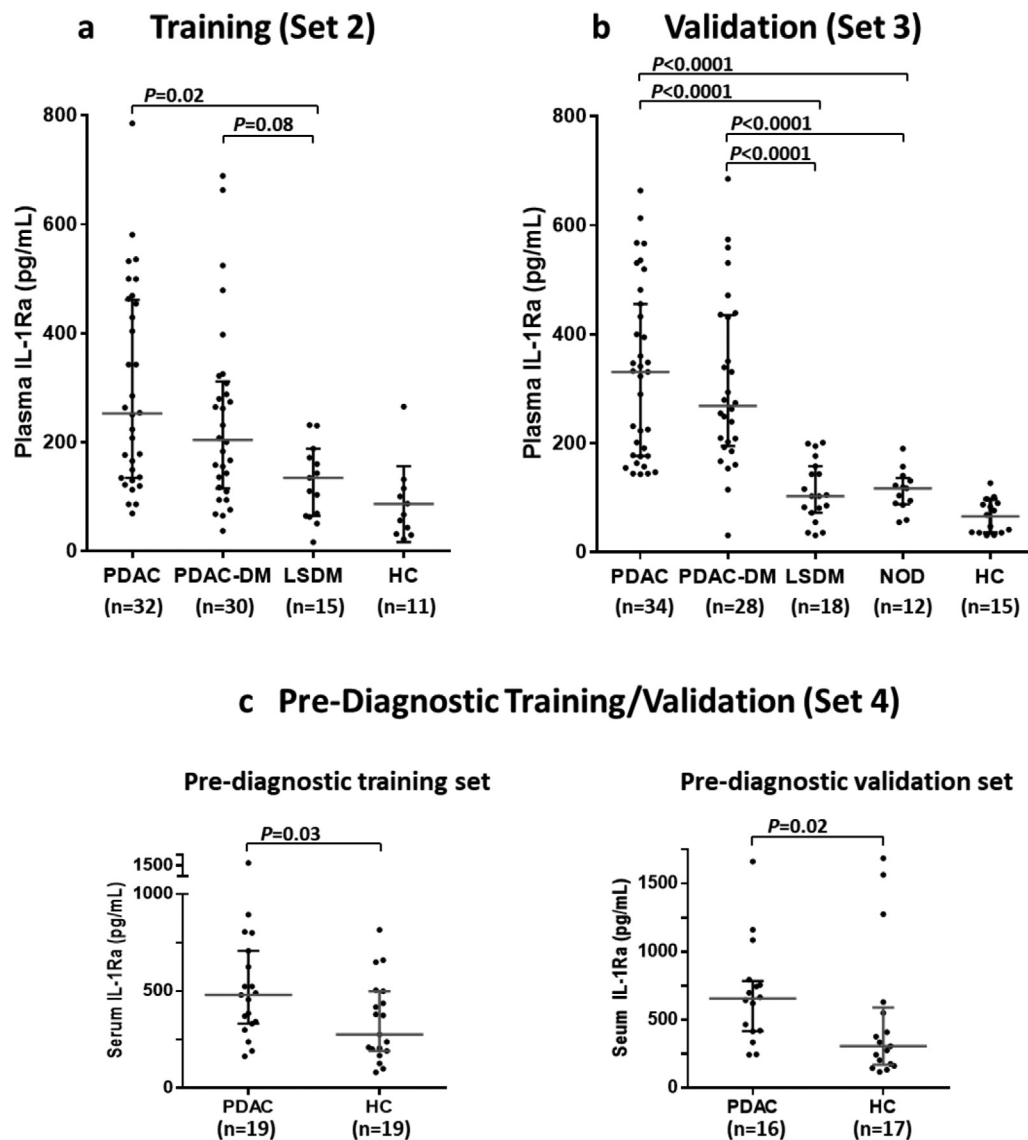 a Training (Set 2)
b Validation (Set 3)
P=0.02
P=0.08
800
600
400
200
0
Plasma IL-1Ra (pg/mL)
PDAC PDAC-DM LSDM HC
(n=32) (n=30) (n=15) (n=11)
P<0.0001
P<0.0001
P<0.0001
P<0.0001
800
600
400
200
0
Plasma IL-1Ra (pg/mL)
PDAC PDAC-DM LSDM NOD HC
(n=34) (n=28) (n=18) (n=12) (n=15)
c Pre-Diagnostic Training/Validation (Set 4)
Pre-diagnostic training set
P=0.03
1500
1000
500
0
Serum IL-1Ra (pg/mL)
PDAC HC
(n=19) (n=19)
Pre-diagnostic validation set
P=0.02
1500
1000
500
0
Seum IL-1Ra (pg/mL)
PDAC HC
(n=16) (n=17)